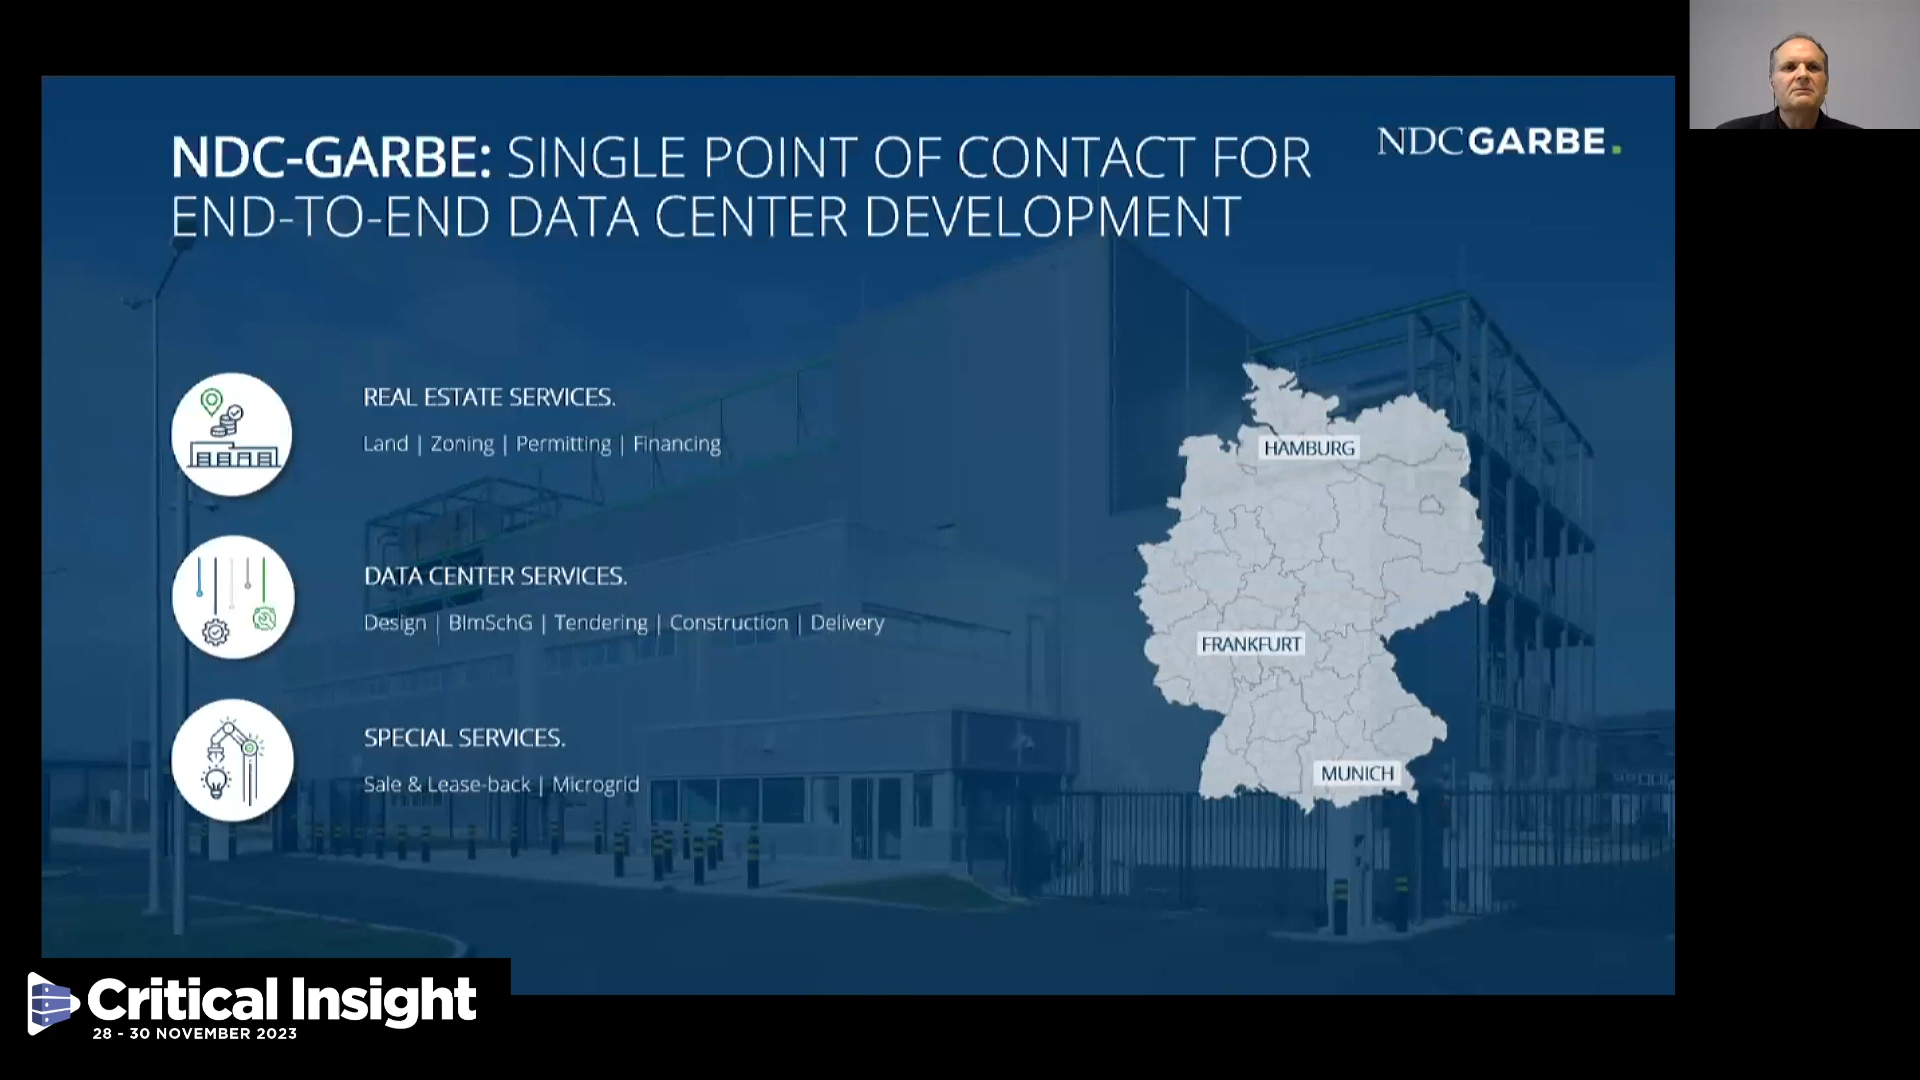 NDC-GARBE: SINGLE POINT OF CONTACT FOR
END-TO-END DATA CENTER DEVELOPMENT
NDCGARBE.
REAL ESTATE SERVICES.
Land | Zoning | Permitting | Financing
DATA CENTER SERVICES.
Design | BImSchG | Tendering | Construction | Delivery
SPECIAL SERVICES.
Sale & Lease-back | Microgrid
HAMBURG
FRANKFURT
MUNICH
Critical Insight
28 - 30 NOVEMBER 2023